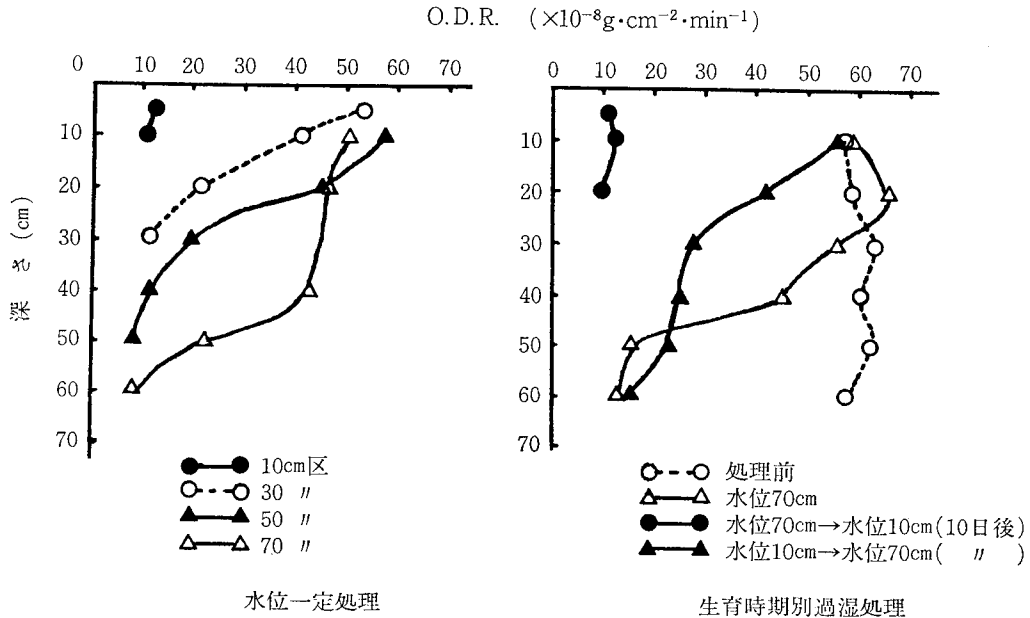 O.D.R. (×10⁻⁸g·cm⁻²·min⁻¹)
0 10 20 30 40 50 60 70
10
20
30
40
50
60
70
深さ (cm)
10cm区
30 〃
50 〃
70 〃
水位一定処理
0 10 20 30 40 50 60 70
10
20
30
40
50
60
70
処理前
水位70cm
水位70cm→水位10cm(10日後)
水位10cm→水位70cm( 〃 )
生育時期別過湿処理